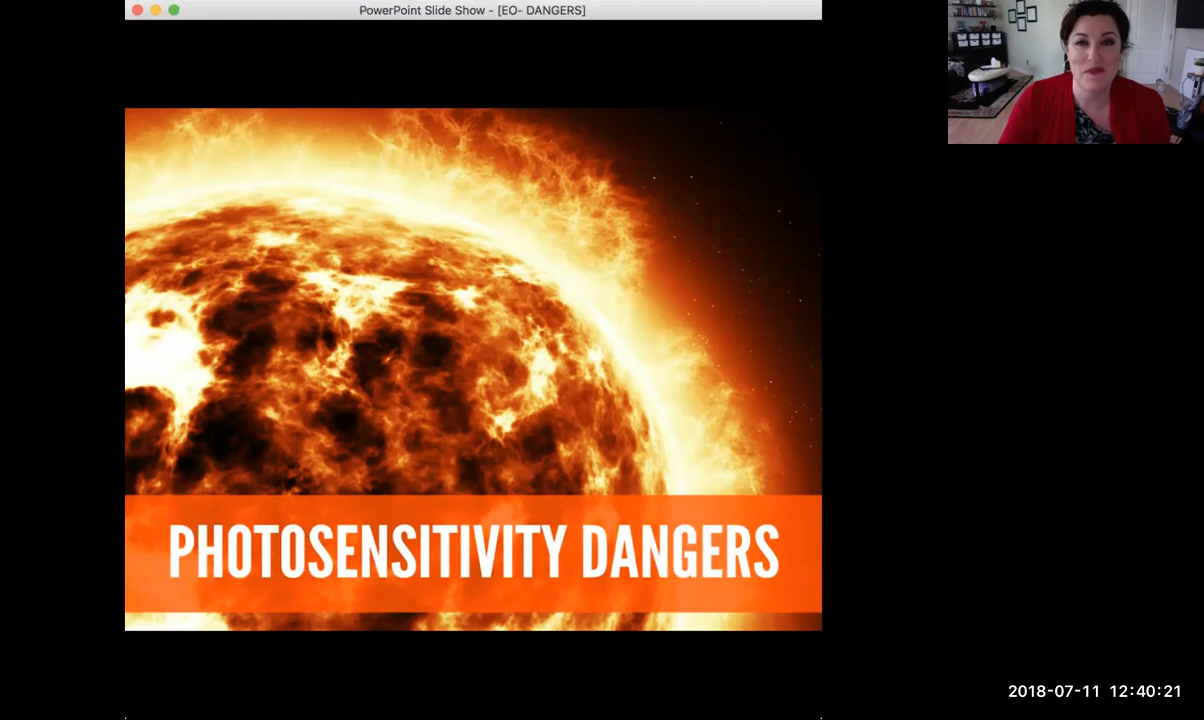 PowerPoint Slide Show - [EO- DANGERS]
PHOTOSENSITIVITY DANGERS
2018-07-11 12:40:21